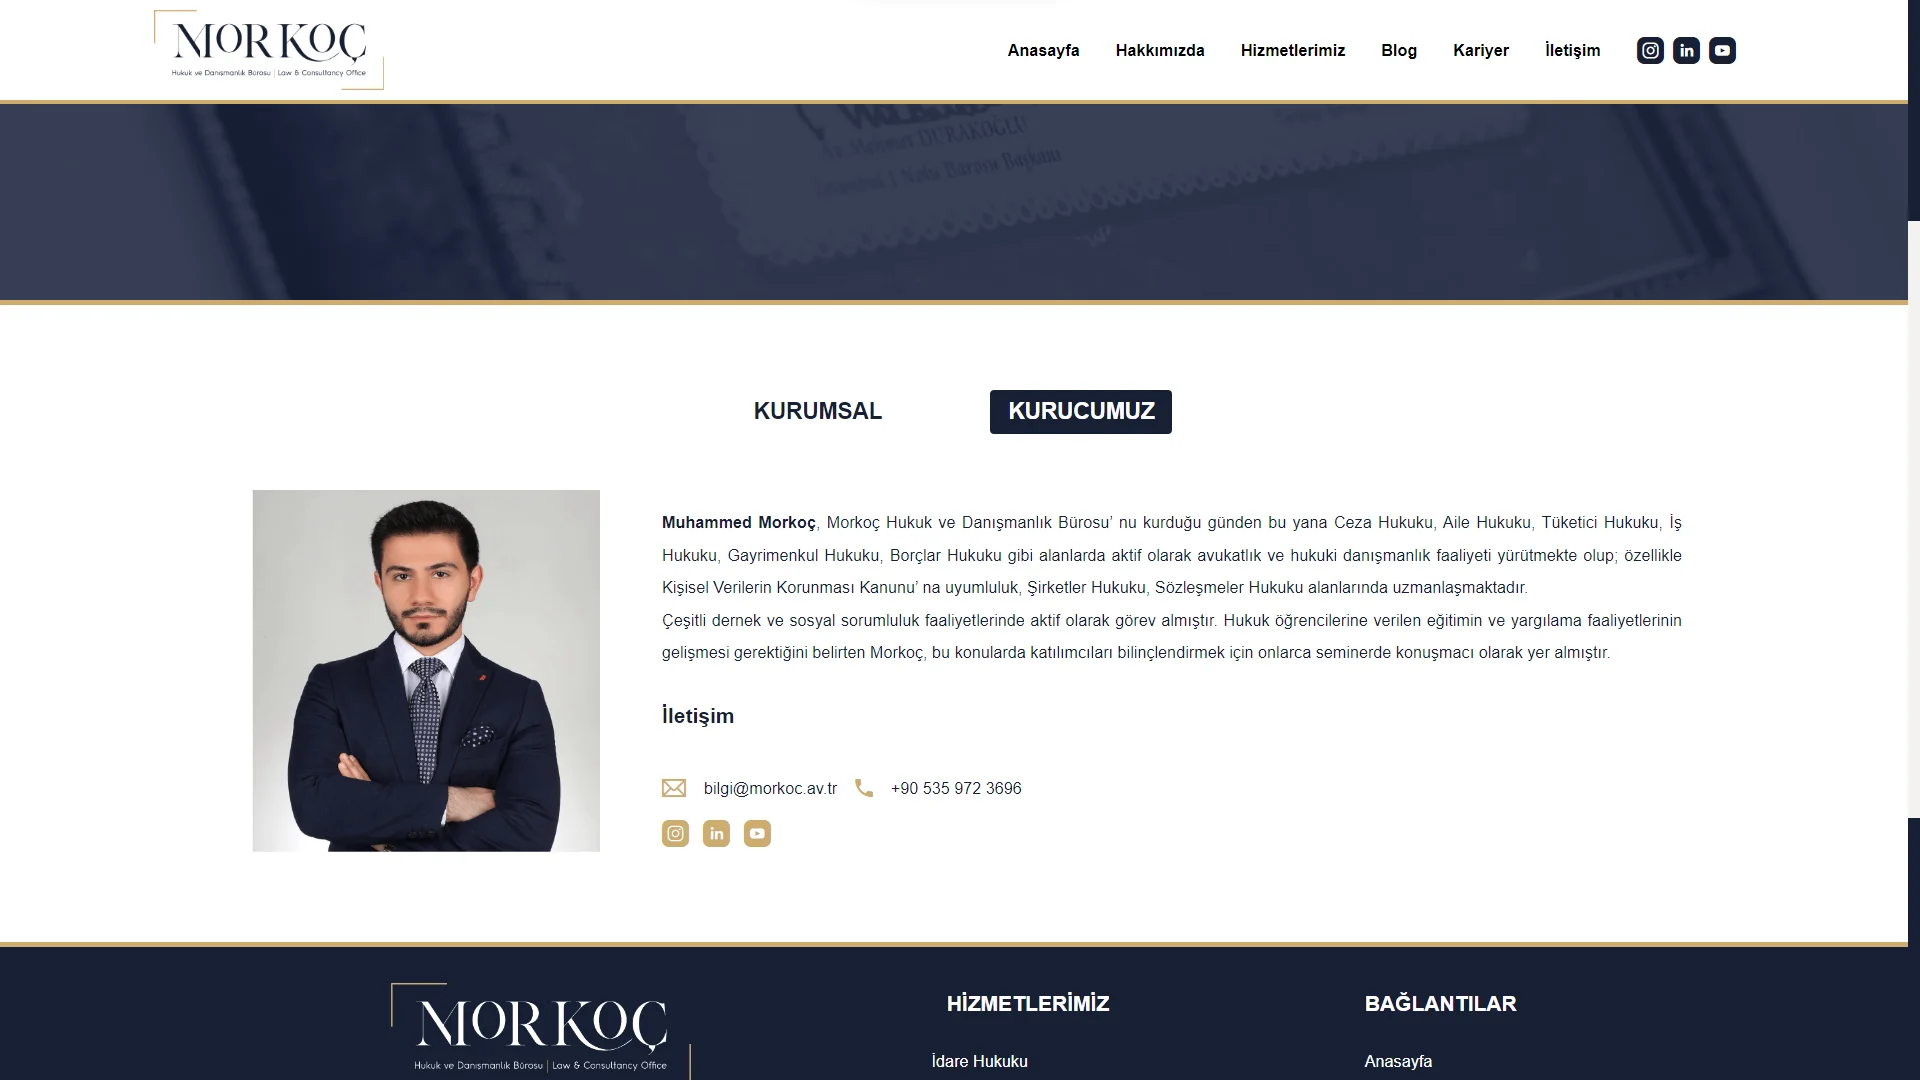 MORKOÇ
Hukuk ve Danışmanlık Bürosu | Law & Consultancy Office
Anasayfa Hakkımızda Hizmetlerimiz Blog Kariyer İletişim
Av. Mehmet DURAKOĞLU
İstanbul 1 Nolu Barosu Başkanı
KURUMSAL KURUCUMUZ
Muhammed Morkoç, Morkoç Hukuk ve Danışmanlık Bürosu’ nu kurduğu günden bu yana Ceza Hukuku, Aile Hukuku, Tüketici Hukuku, İş
Hukuku, Gayrimenkul Hukuku, Borçlar Hukuku gibi alanlarda aktif olarak avukatlık ve hukuki danışmanlık faaliyeti yürütmekte olup; özellikle
Kişisel Verilerin Korunması Kanunu’ na uyumluluk, Şirketler Hukuku, Sözleşmeler Hukuku alanlarında uzmanlaşmaktadır.
Çeşitli dernek ve sosyal sorumluluk faaliyetlerinde aktif olarak görev almıştır. Hukuk öğrencilerine verilen eğitimin ve yargılama faaliyetlerinin
gelişmesi gerektiğini belirten Morkoç, bu konularda katılımcıları bilinçlendirmek için onlarca seminerde konuşmacı olarak yer almıştır.
İletişim
bilgi@morkoc.av.tr +90 535 972 3696
MORKOÇ
Hukuk ve Danışmanlık Bürosu | Law & Consultancy Office
HİZMETLERİMİZ
İdare Hukuku
BAĞLANTILAR
Anasayfa